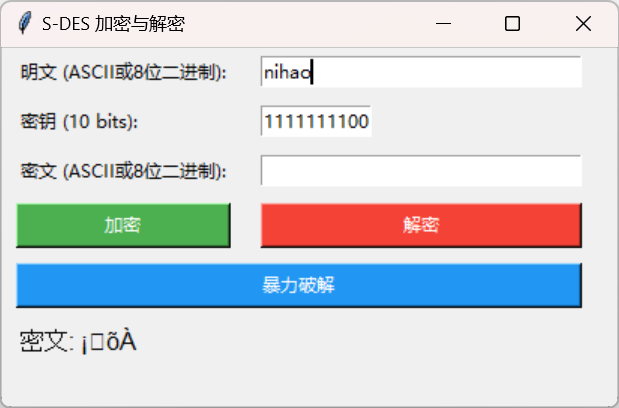 S-DES 加密与解密
明文 (ASCII或8位二进制):
nihao
密钥 (10 bits):
1111111100
密文 (ASCII或8位二进制):
加密 解密
暴力破解
密文: ¡□õÀ